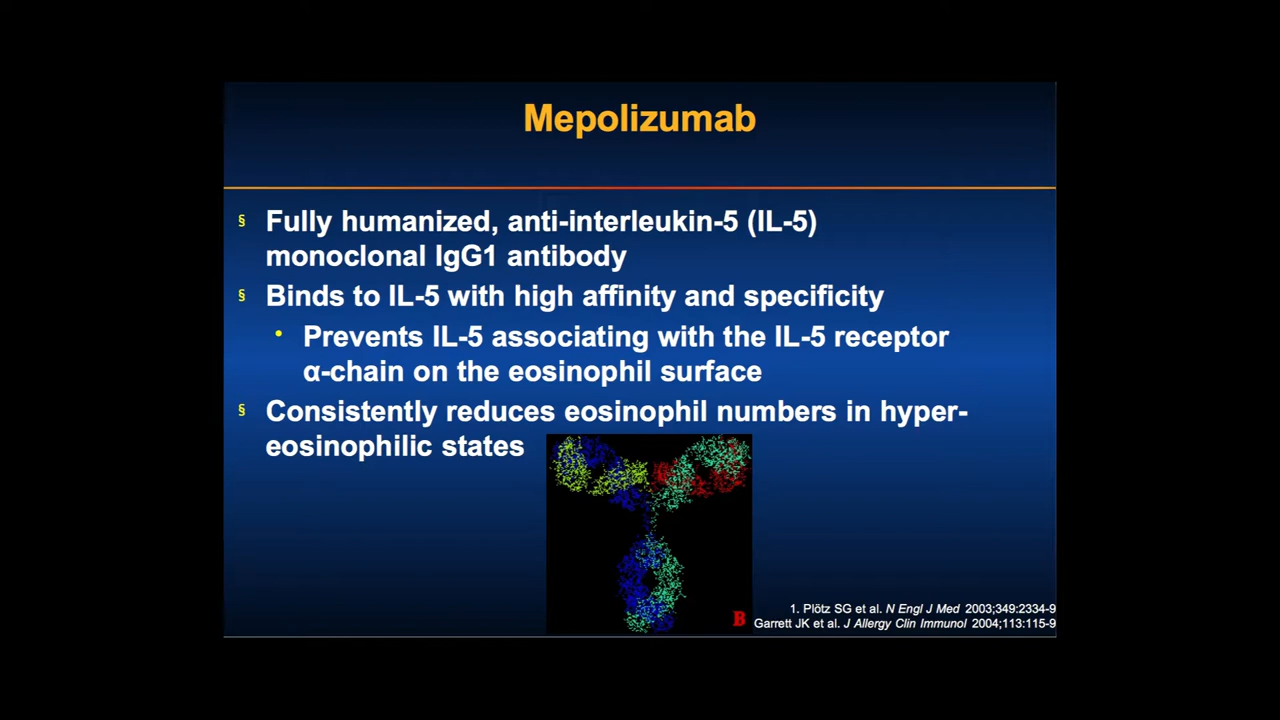 Mepolizumab
§ Fully humanized, anti-interleukin-5 (IL-5)
monoclonal IgG1 antibody
§ Binds to IL-5 with high affinity and specificity
• Prevents IL-5 associating with the IL-5 receptor
α-chain on the eosinophil surface
§ Consistently reduces eosinophil numbers in hyper-
eosinophilic states
B
1. Plötz SG et al. N Engl J Med 2003;349:2334-9
Garrett JK et al. J Allergy Clin Immunol 2004;113:115-9